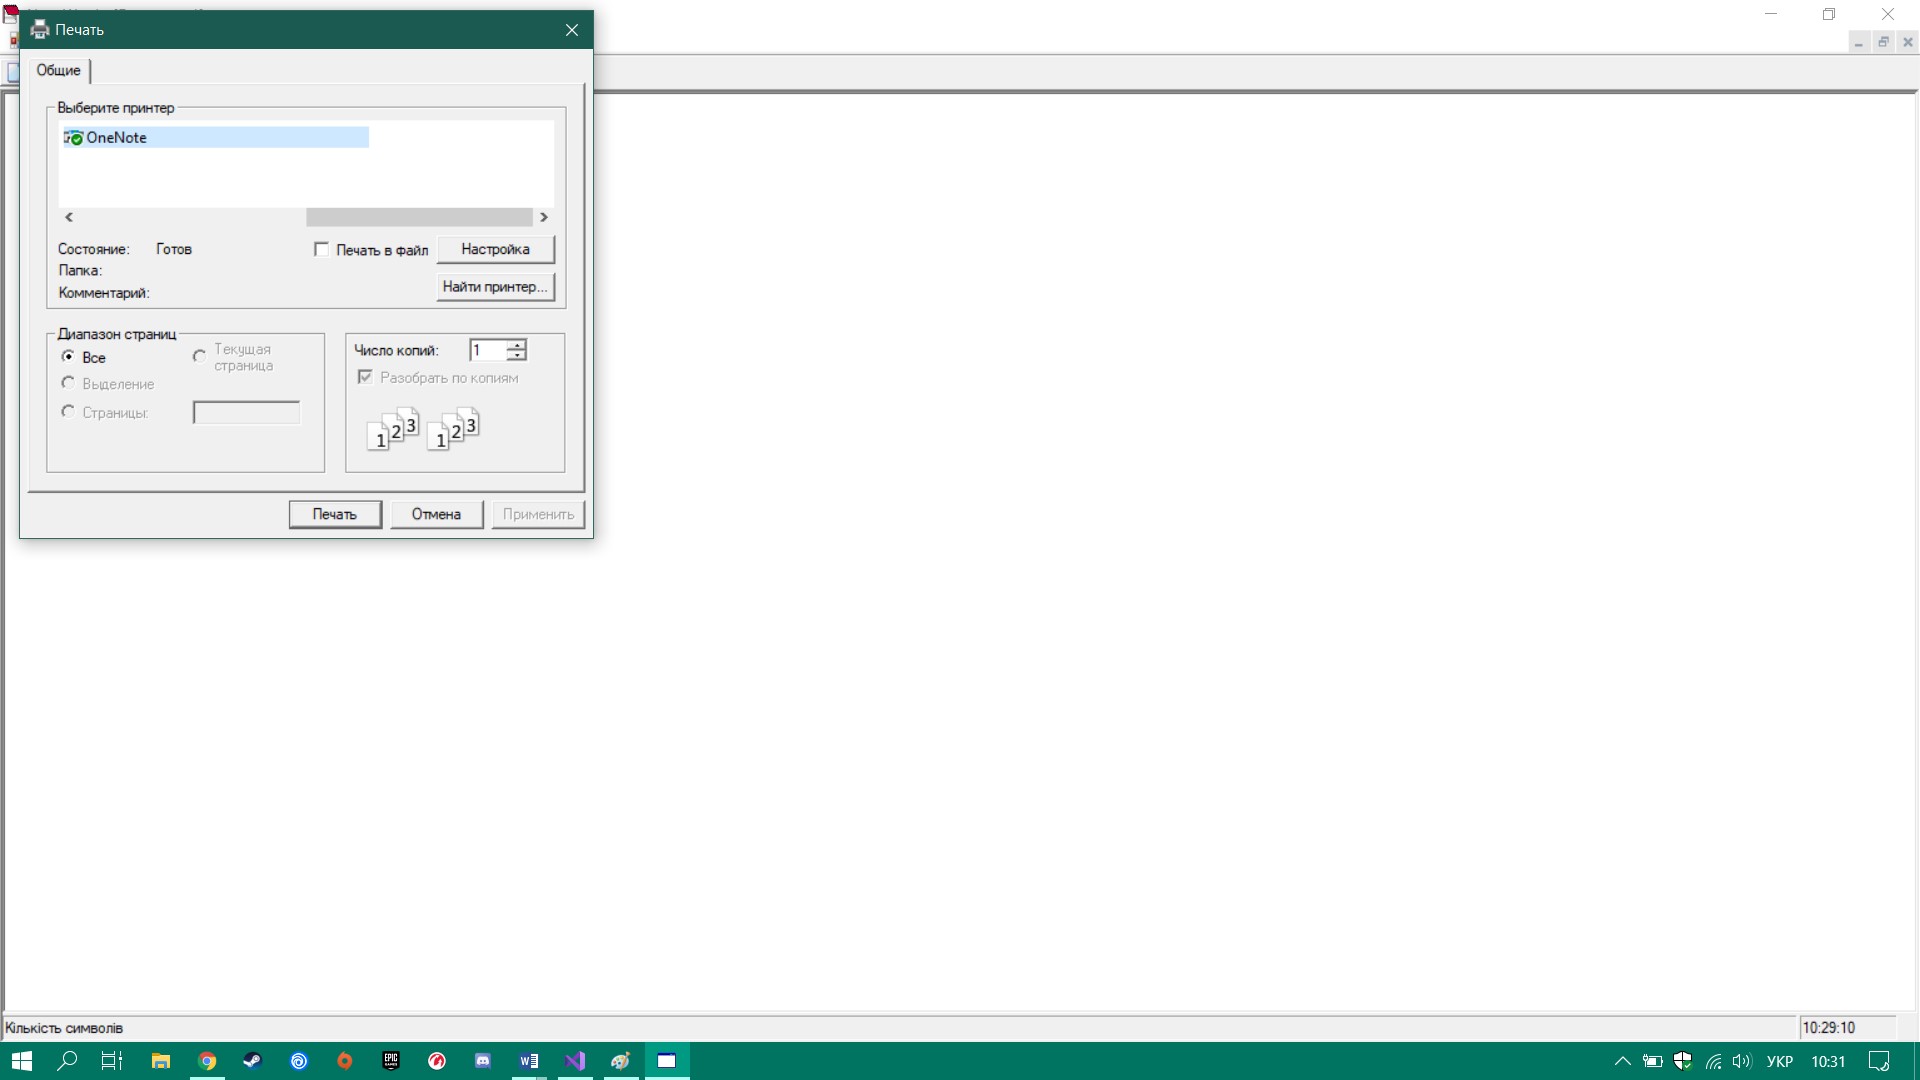 Печать
Общие
Выберите принтер
OneNote
Состояние: Готов
Печать в файл
Настройка
Папка:
Комментарий:
Найти принтер...
Диапазон страниц
Все
Текущая
страница
Выделение
Страницы:
Число копий: 1
Разобрать по копиям
1 2 3 1 2 3
Печать
Отмена
Применить
Кількість символів
10:29:10
EPIC
GAMES
УКР
10:31